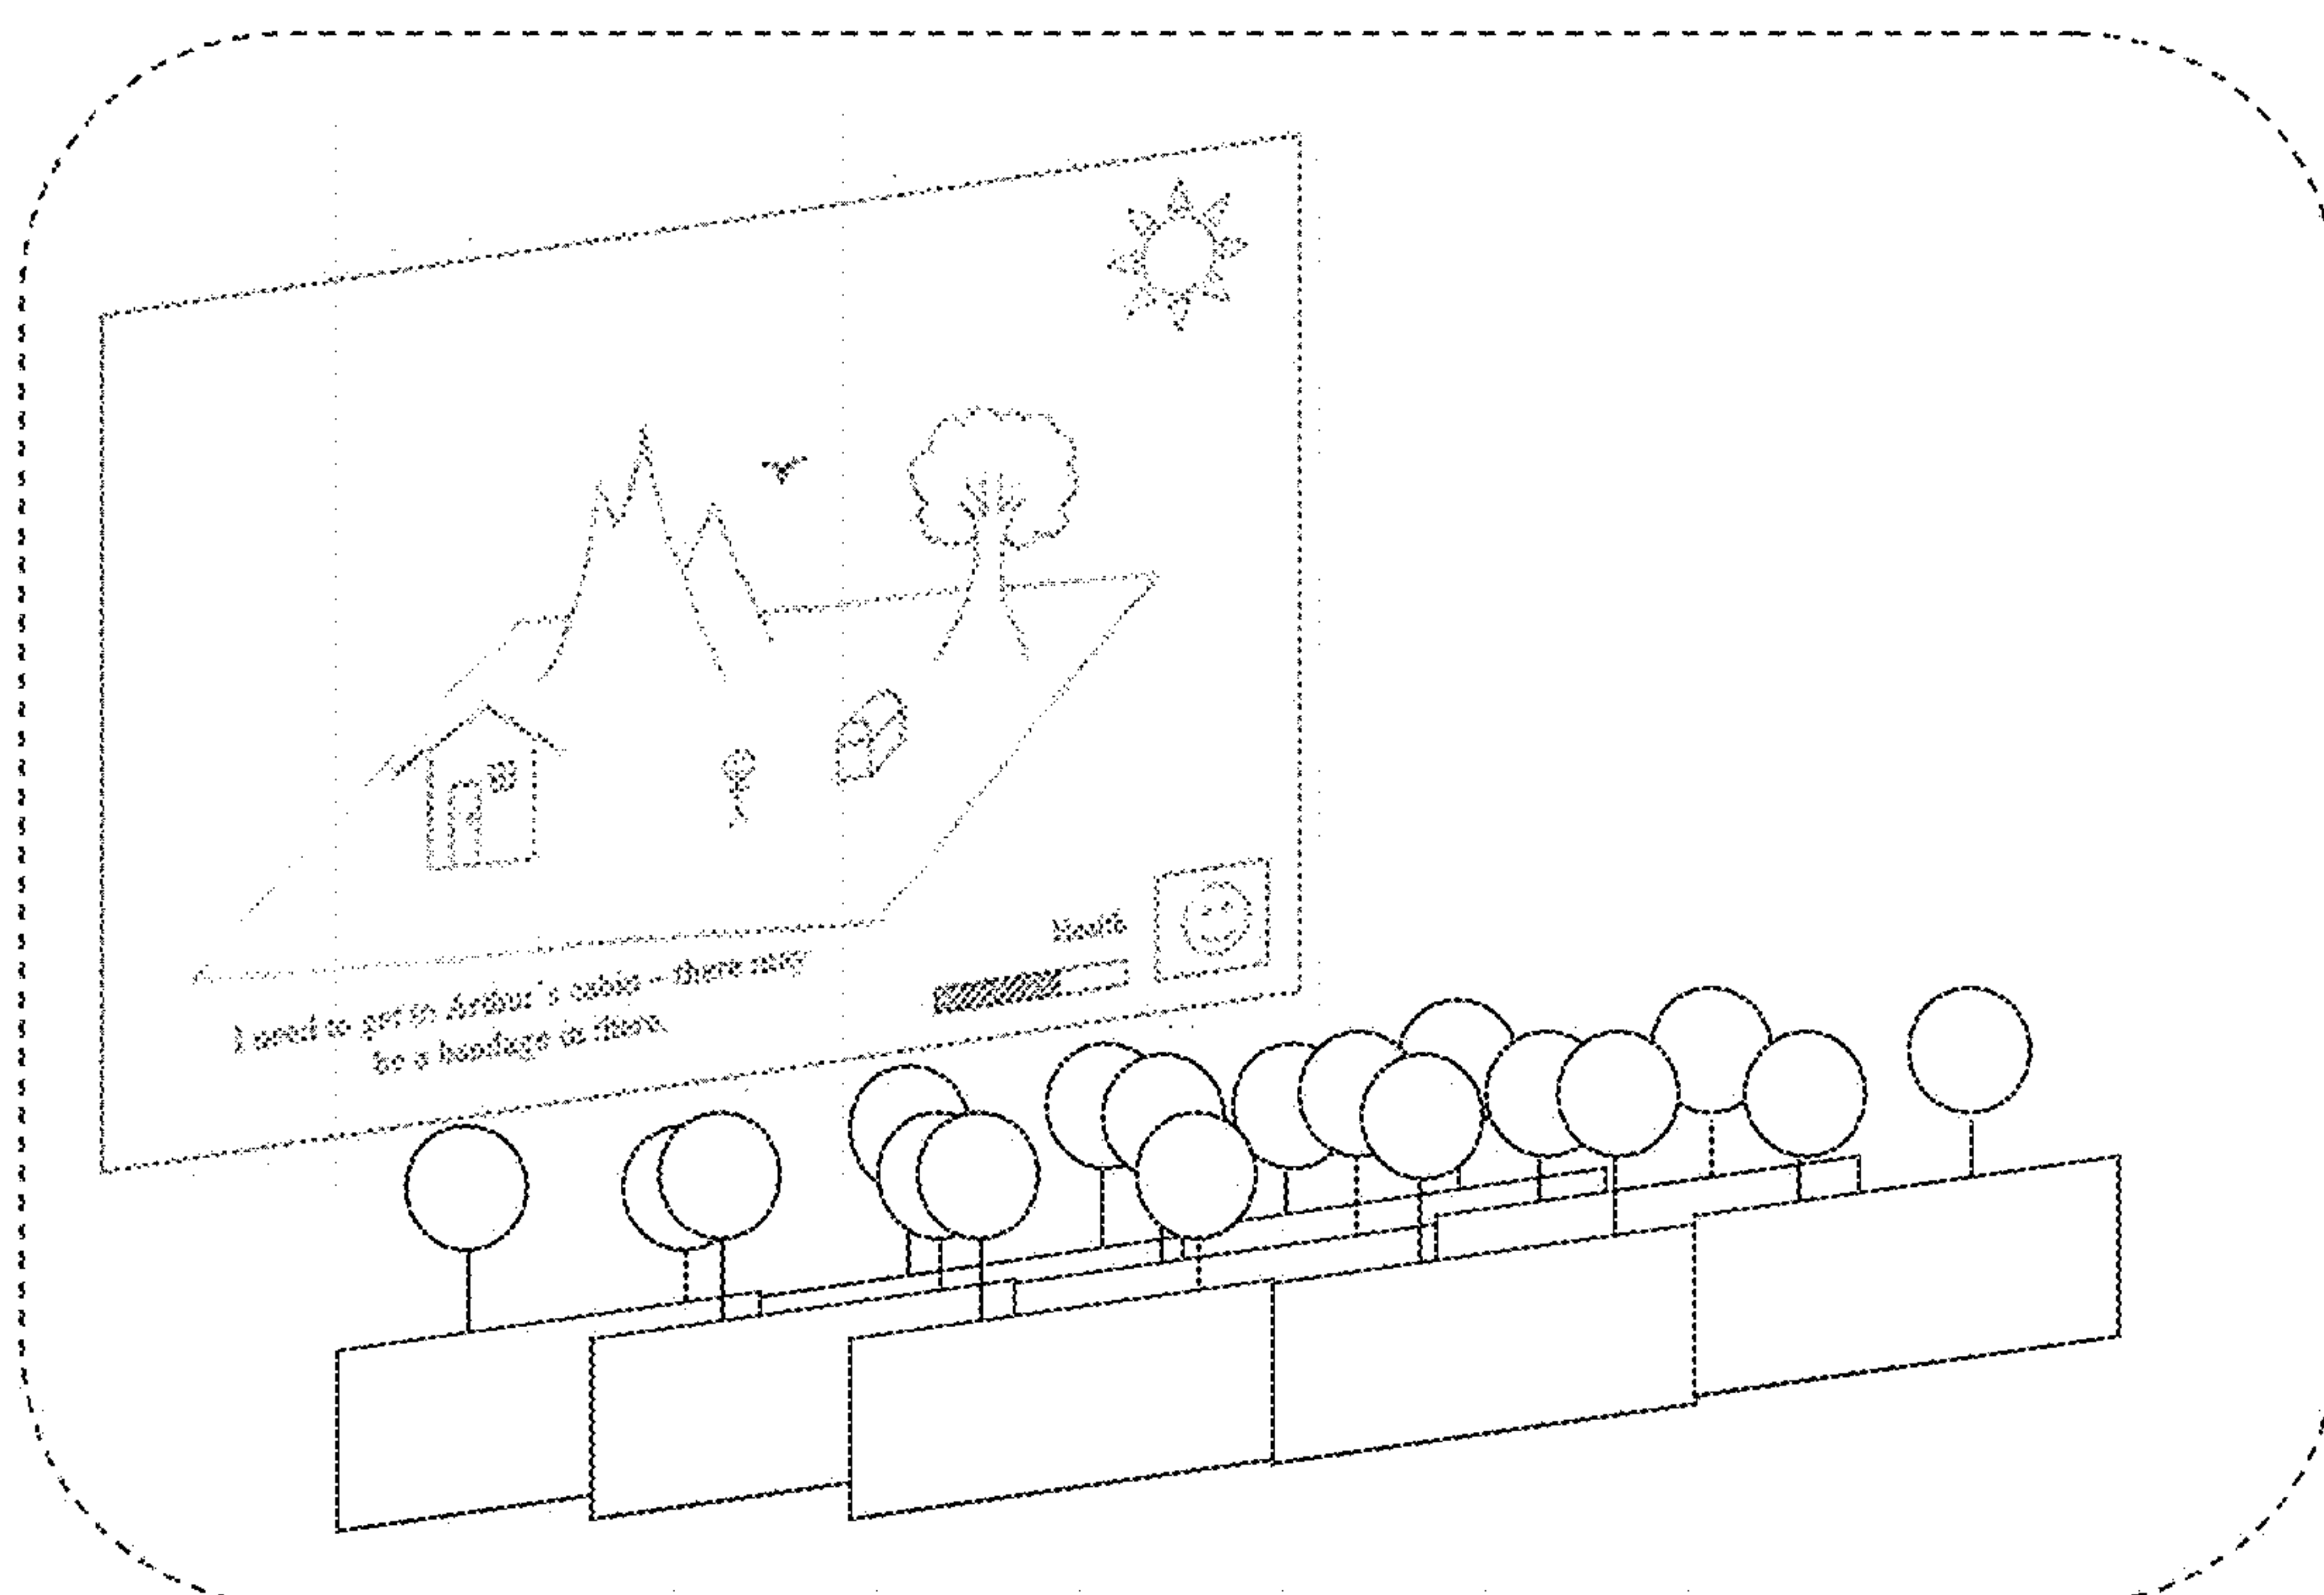 Health
I need to get to Arthur's cabin - there may
be a bandage in there.